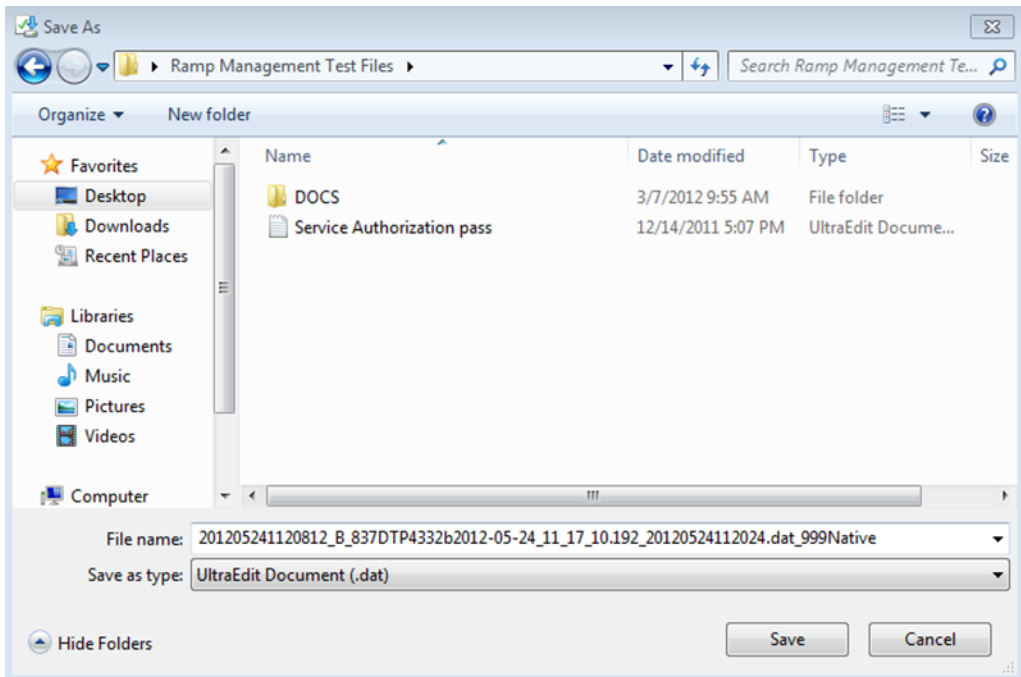 Save As
Ramp Management Test Files
Search Ramp Management Te...
Organize
New folder
Favorites
Desktop
Downloads
Recent Places
Libraries
Documents
Music
Pictures
Videos
Computer
Name Date modified Type Size
DOCS 3/7/2012 9:55 AM File folder
Service Authorization pass 12/14/2011 5:07 PM UltraEdit Docume...
File name: 201205241120812_B_837DTP4332b2012-05-24_11_17_10.192_20120524112024.dat_999Native
Save as type: UltraEdit Document (.dat)
Hide Folders
Save
Cancel